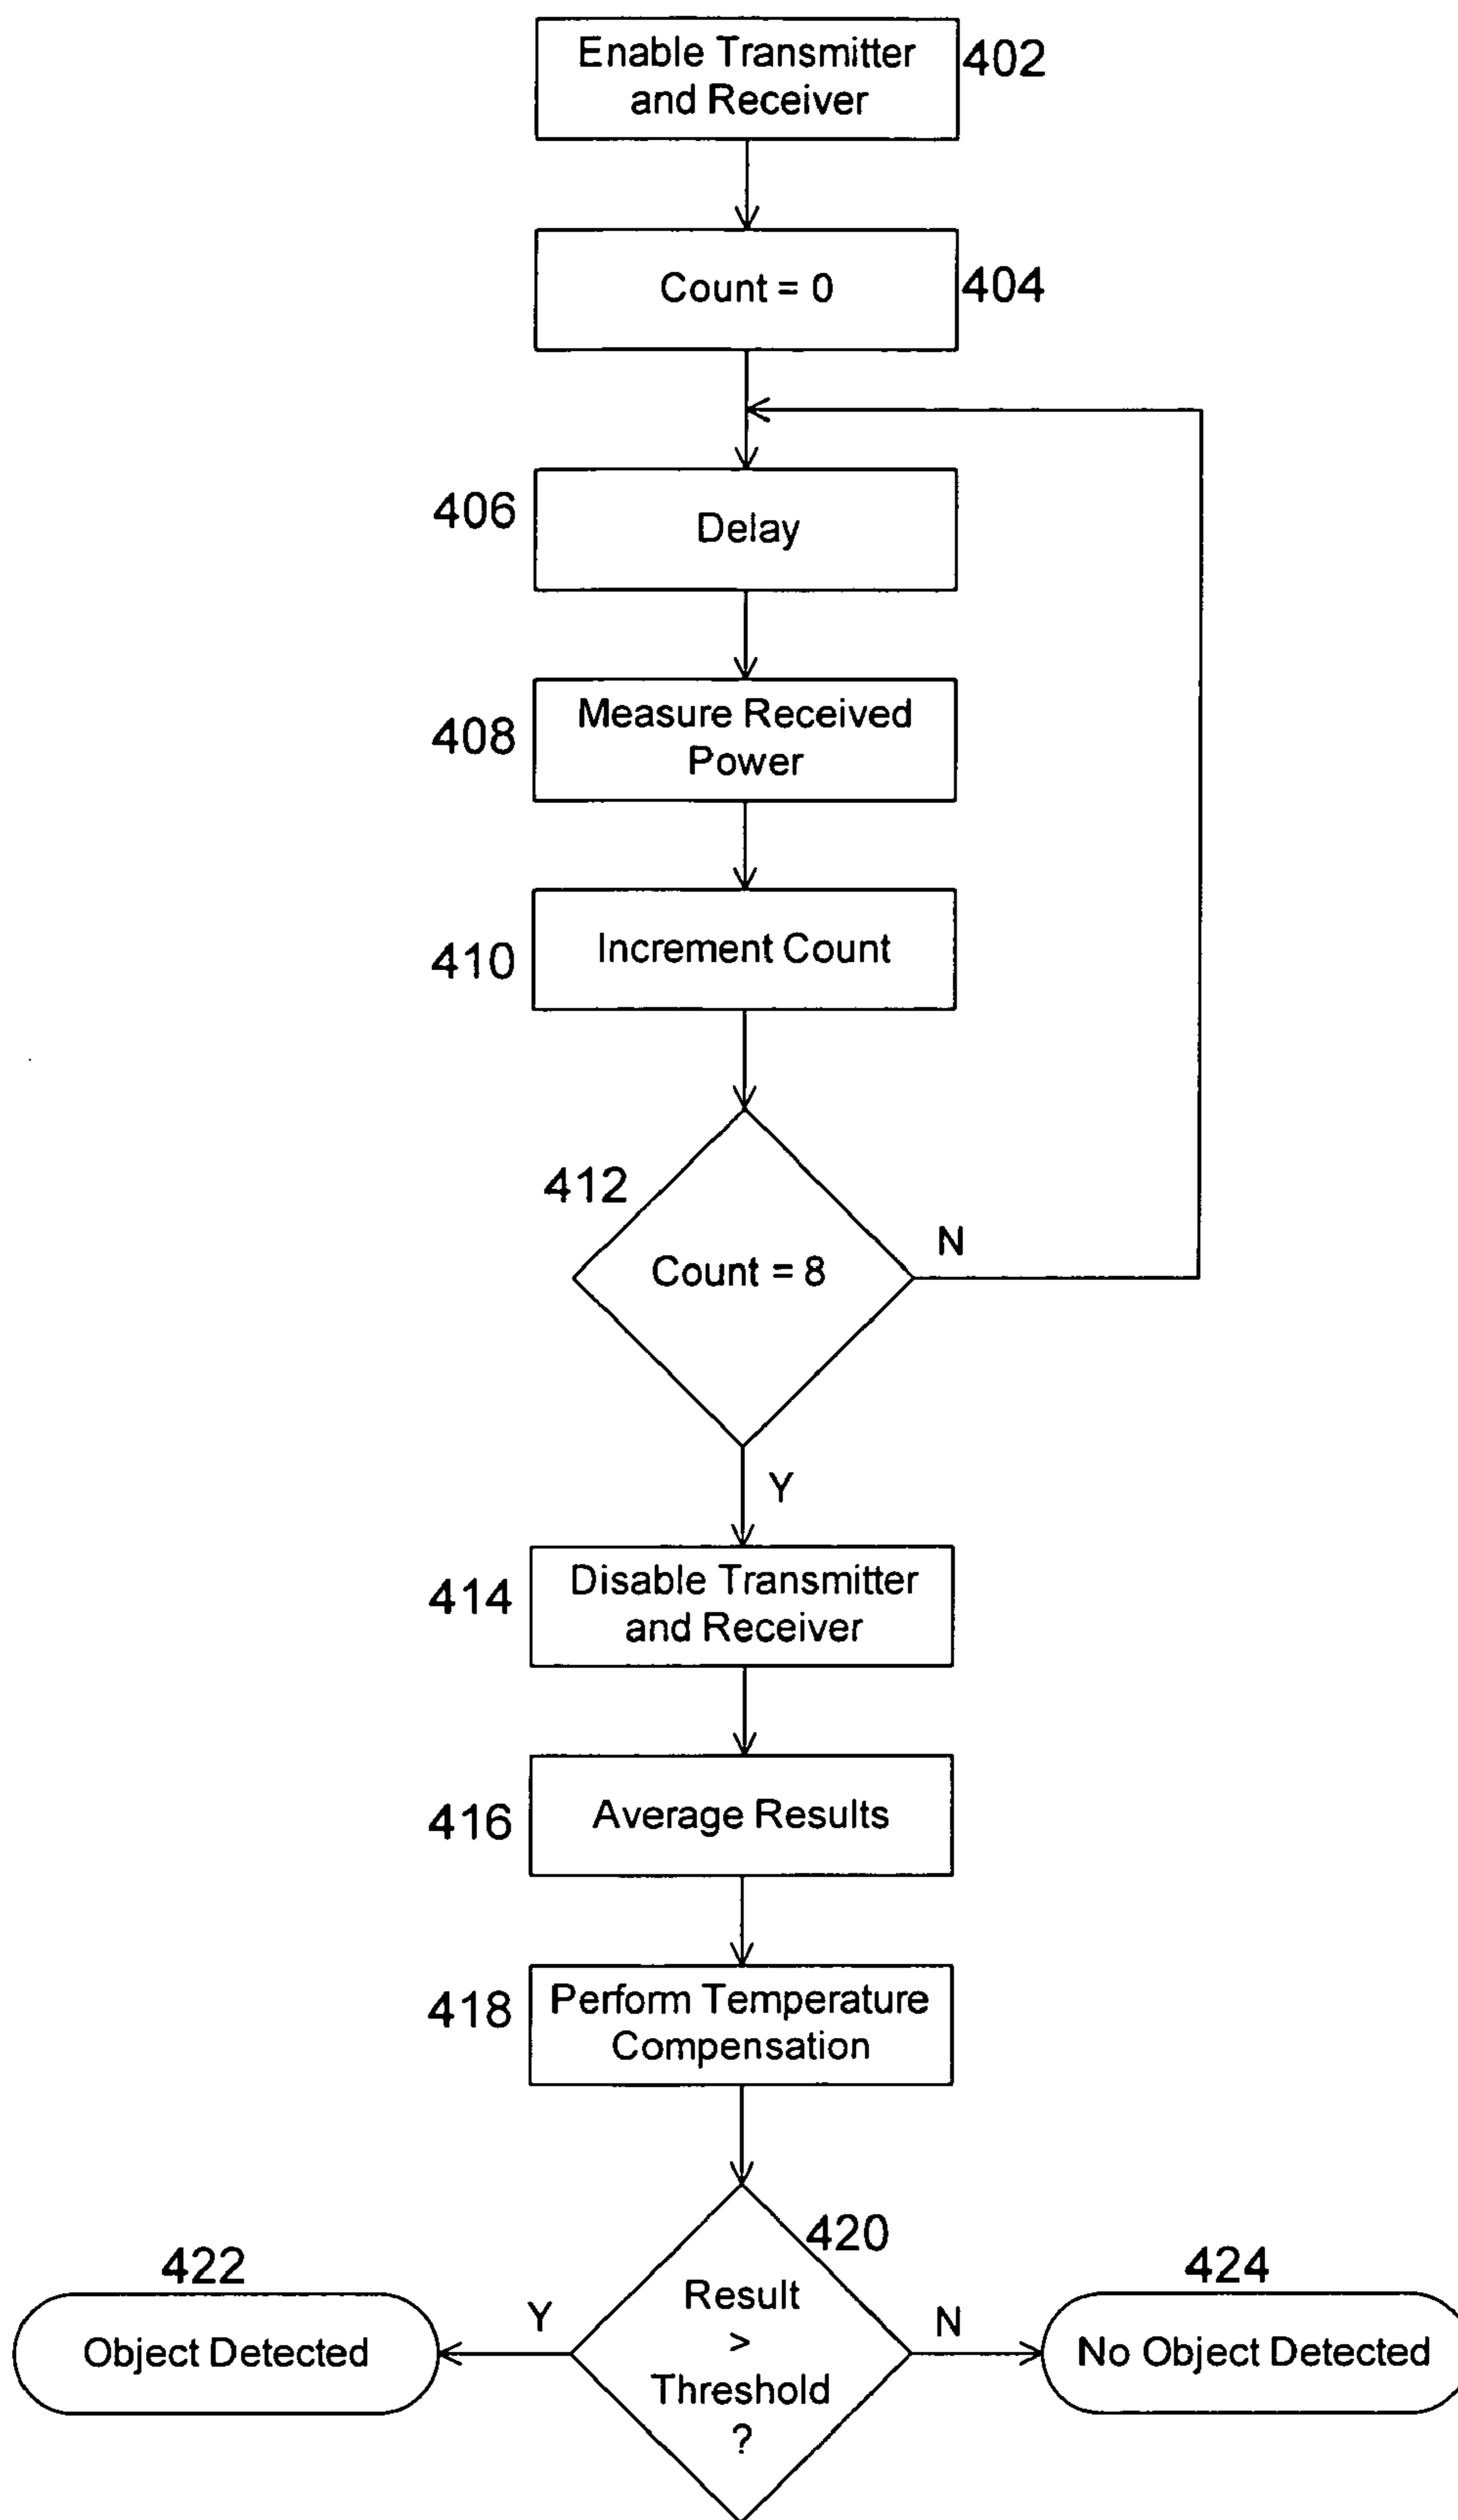 Enable Transmitter
and Receiver
402
Count = 0
404
406
Delay
408
Measure Received
Power
410
Increment Count
412
Count = 8
N
Y
414
Disable Transmitter
and Receiver
416
Average Results
418
Perform Temperature
Compensation
420
Result
>
Threshold
?
Y
N
422
Object Detected
424
No Object Detected